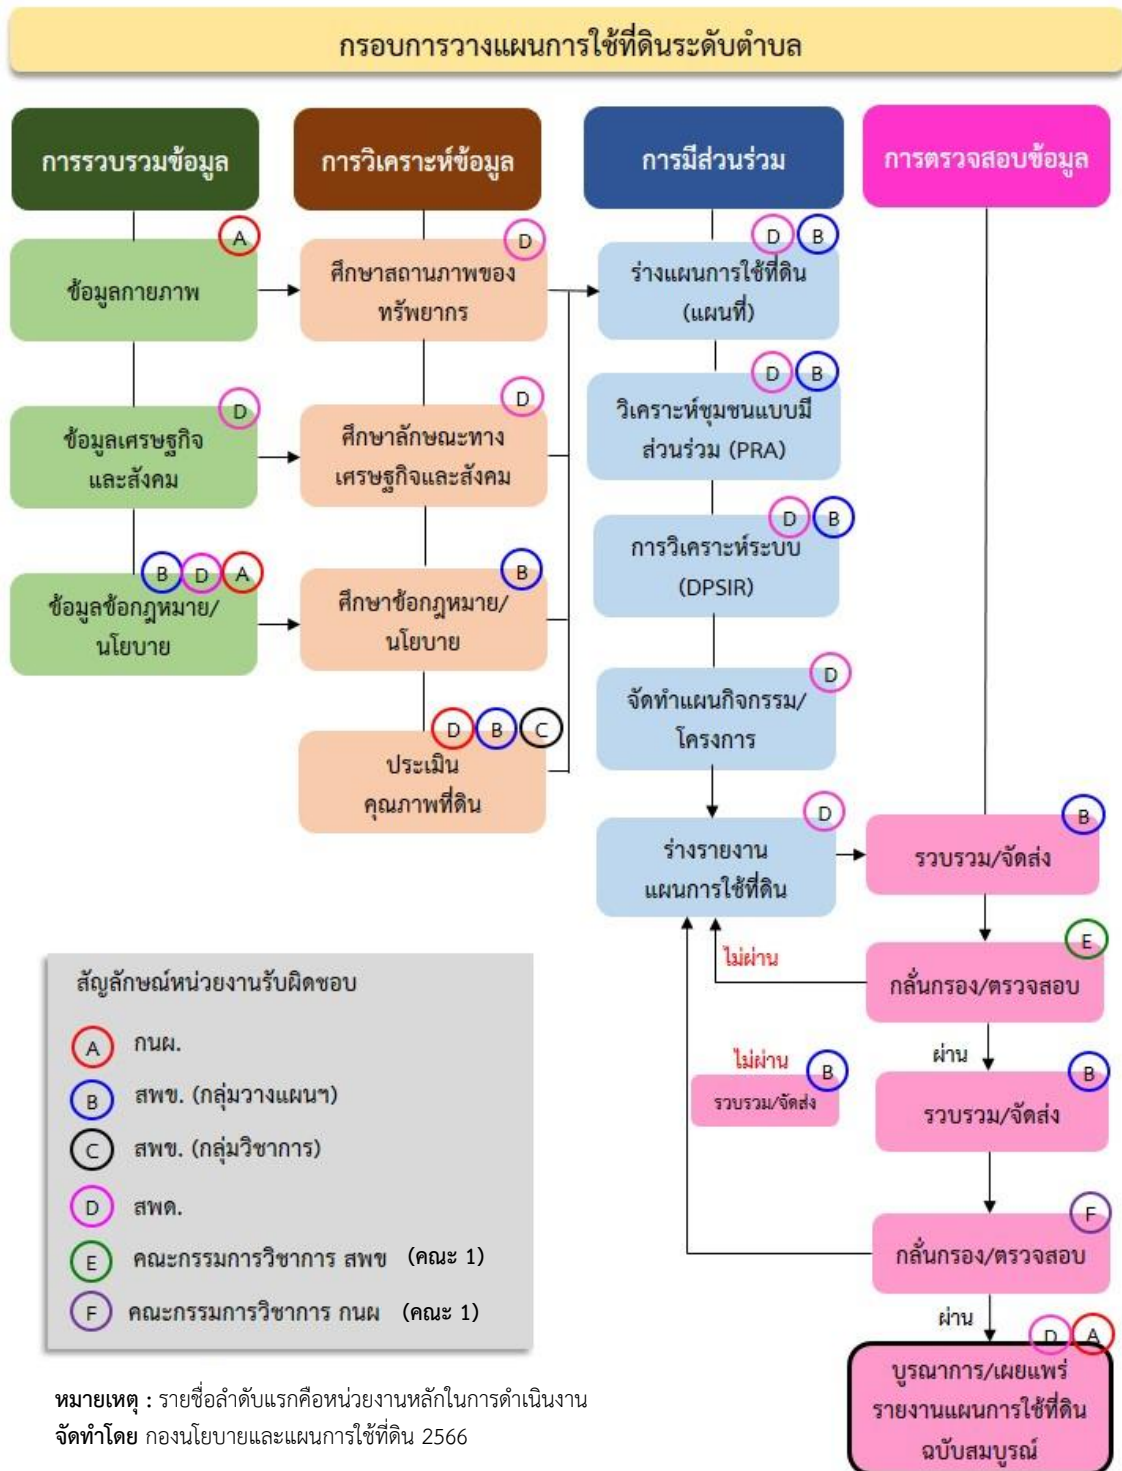 กรอบการวางแผนการใช้ที่ดินระดับตำบล
การรวบรวมข้อมูล
การวิเคราะห์ข้อมูล
การมีส่วนร่วม
การตรวจสอบข้อมูล
A
ข้อมูลกายภาพ
D
ข้อมูลเศรษฐกิจ
และสังคม
B D A
ข้อมูลข้อกฎหมาย/
นโยบาย
D
ศึกษาสถานภาพของ
ทรัพยากร
D
ศึกษาลักษณะทาง
เศรษฐกิจและสังคม
B
ศึกษาข้อกฎหมาย/
นโยบาย
D B C
ประเมิน
คุณภาพที่ดิน
D B
ร่างแผนการใช้ที่ดิน
(แผนที่)
D B
วิเคราะห์ชุมชนแบบมี
ส่วนร่วม (PRA)
D B
การวิเคราะห์ระบบ
(DPSIR)
D
จัดทำแผนกิจกรรม/
โครงการ
D
ร่างรายงาน
แผนการใช้ที่ดิน
B
รวบรวม/จัดส่ง
E
กลั่นกรอง/ตรวจสอบ
ไม่ผ่าน
ผ่าน
B
รวบรวม/จัดส่ง
ไม่ผ่าน
B
รวบรวม/จัดส่ง
F
กลั่นกรอง/ตรวจสอบ
ผ่าน
D A
บูรณาการ/เผยแพร่
รายงานแผนการใช้ที่ดิน
ฉบับสมบูรณ์
สัญลักษณ์หน่วยงานรับผิดชอบ
A กนผ.
B สพข. (กลุ่มวางแผนฯ)
C สพข. (กลุ่มวิชาการ)
D สพด.
E คณะกรรมการวิชาการ สพข (คณะ 1)
F คณะกรรมการวิชาการ กนผ (คณะ 1)
หมายเหตุ : รายชื่อลำดับแรกคือหน่วยงานหลักในการดำเนินงาน
จัดทำโดย กองนโยบายและแผนการใช้ที่ดิน 2566